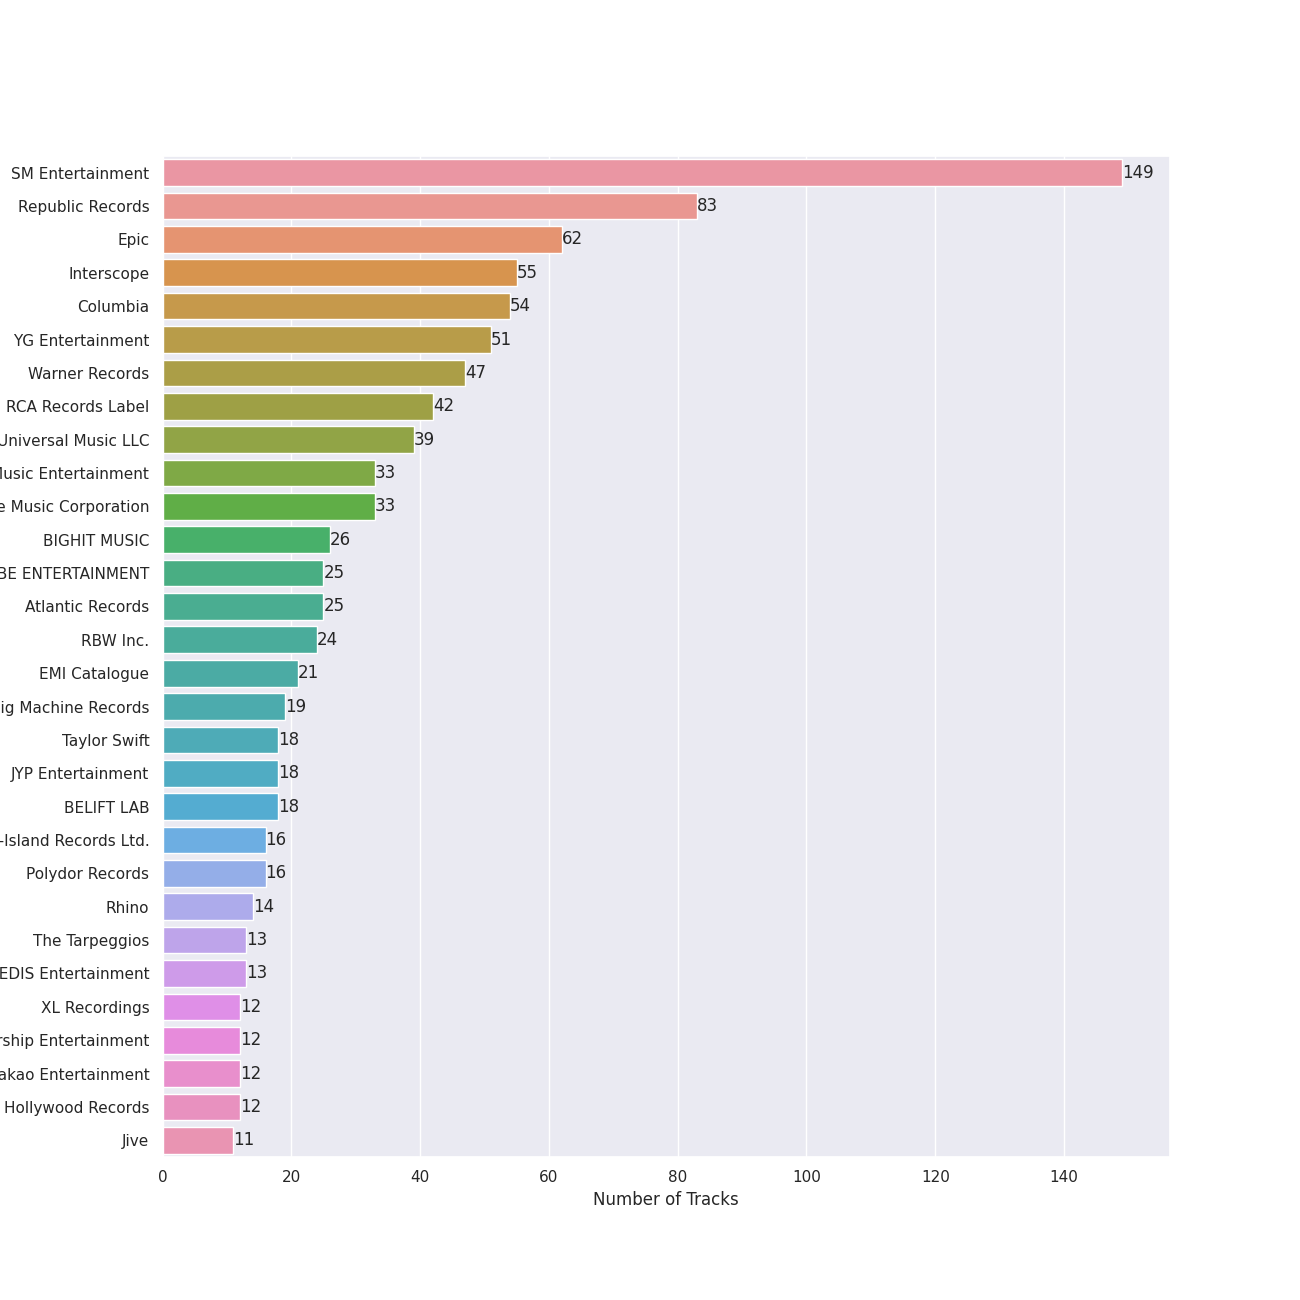 SM Entertainment 149
Republic Records 83
Epic 62
Interscope 55
Columbia 54
YG Entertainment 51
Warner Records 47
RCA Records Label 42
Universal Music LLC 39
Music Entertainment 33
e Music Corporation 33
BIGHIT MUSIC 26
BE ENTERTAINMENT 25
Atlantic Records 25
RBW Inc. 24
EMI Catalogue 21
ig Machine Records 19
Taylor Swift 18
JYP Entertainment 18
BELIFT LAB 18
-Island Records Ltd. 16
Polydor Records 16
Rhino 14
The Tarpeggios 13
EDIS Entertainment 13
XL Recordings 12
rship Entertainment 12
akao Entertainment 12
Hollywood Records 12
Jive 11
0 20 40 60 80 100 120 140
Number of Tracks